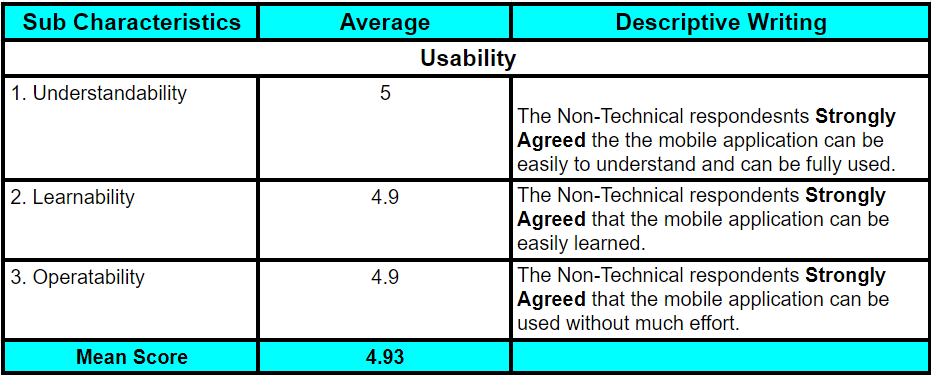 Sub Characteristics Average Descriptive Writing
Usability
1. Understandability 5
The Non-Technical respondesnts Strongly
Agreed the the mobile application can be
easily to understand and can be fully used.
2. Learnability 4.9 The Non-Technical respondents Strongly
Agreed that the mobile application can be
easily learned.
3. Operatability 4.9 The Non-Technical respondents Strongly
Agreed that the mobile application can be
used without much effort.
Mean Score 4.93